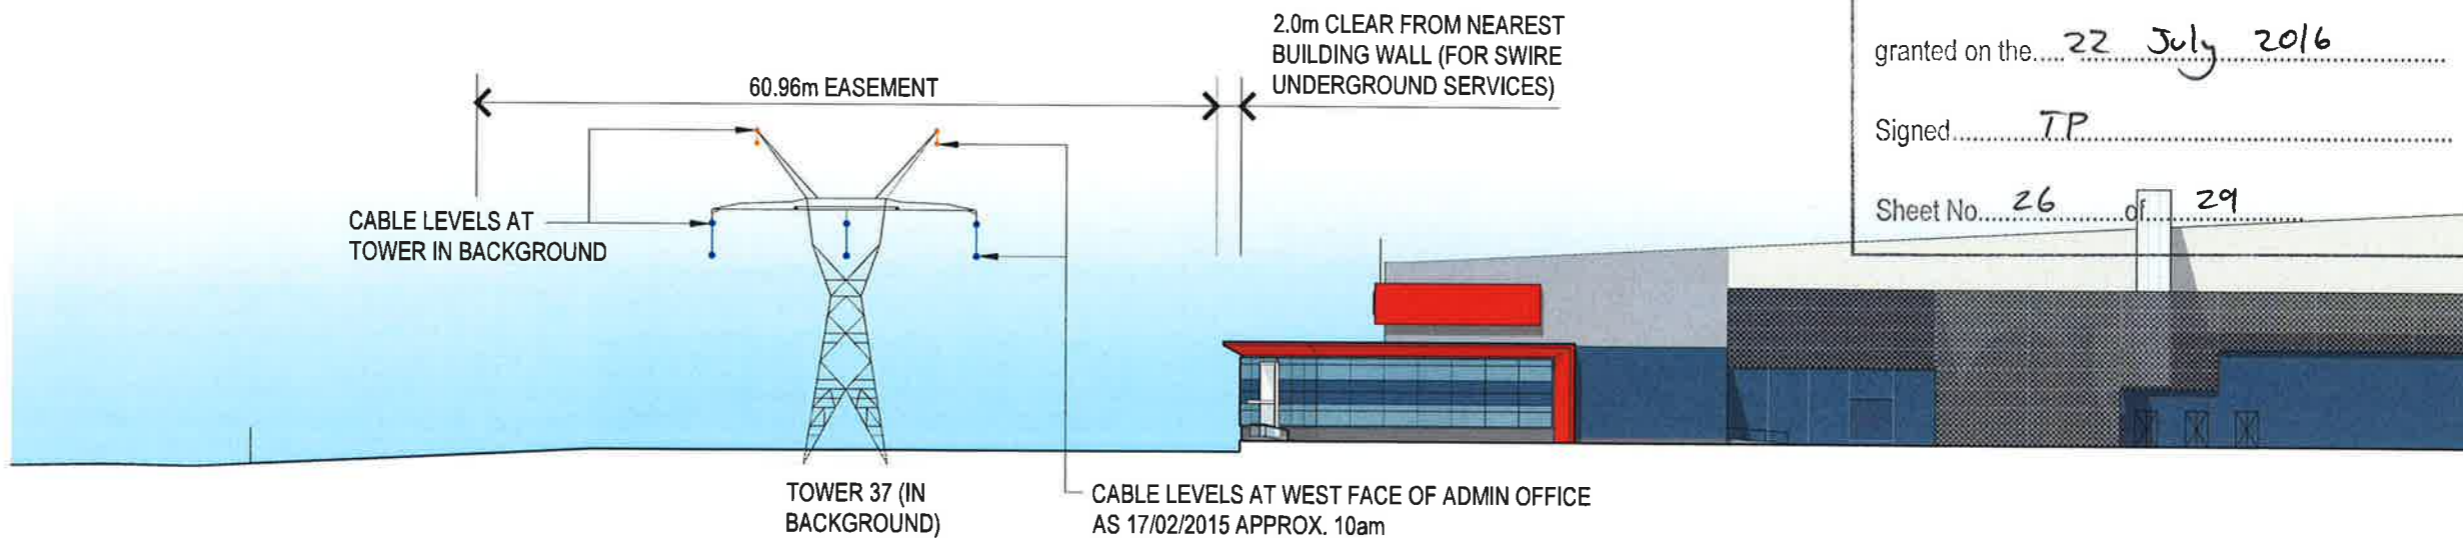 2.0m CLEAR FROM NEAREST
BUILDING WALL (FOR SWIRE
UNDERGROUND SERVICES)
60.96m EASEMENT
granted on the.... 22 July 2016
Signed........ TP
Sheet No.... 26 of 29
CABLE LEVELS AT
TOWER IN BACKGROUND
TOWER 37 (IN
BACKGROUND)
CABLE LEVELS AT WEST FACE OF ADMIN OFFICE
AS 17/02/2015 APPROX. 10am